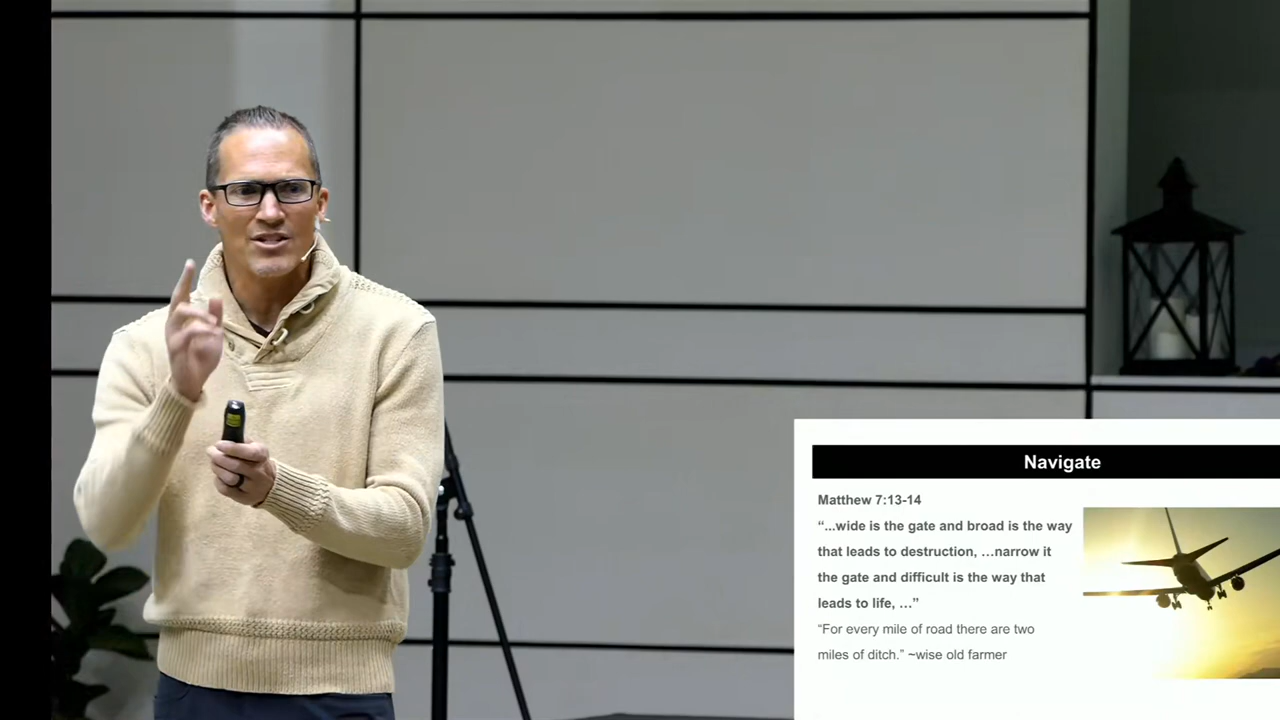 Navigate
Matthew 7:13-14
“...wide is the gate and broad is the way
that leads to destruction, …narrow it
the gate and difficult is the way that
leads to life, …”
“For every mile of road there are two
miles of ditch.” ~wise old farmer